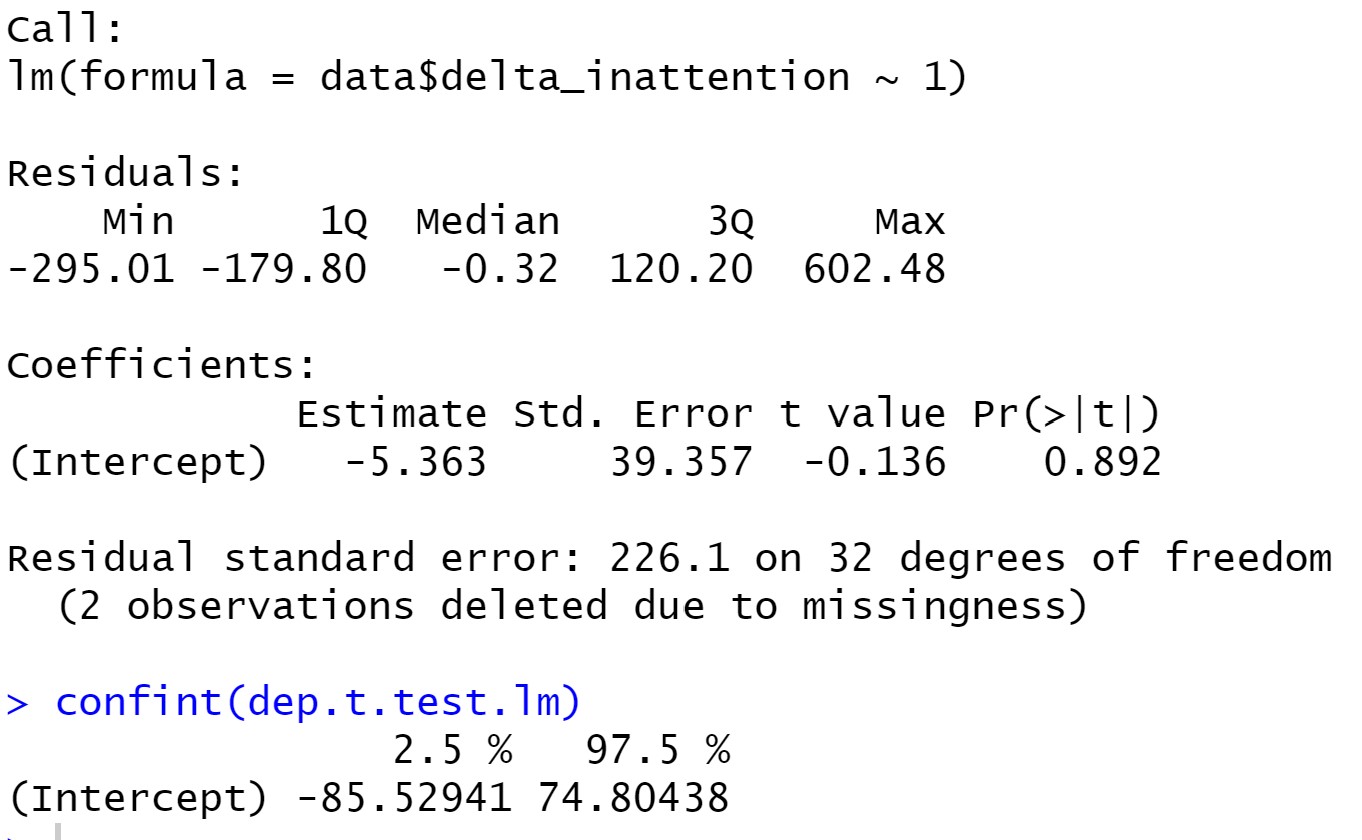 Call:
lm(formula = data$delta_inattention ~ 1)
Residuals:
    Min      1Q  Median      3Q     Max
-295.01 -179.80   -0.32  120.20  602.48
Coefficients:
            Estimate Std. Error t value Pr(>|t|)
(Intercept)   -5.363     39.357  -0.136    0.892
Residual standard error: 226.1 on 32 degrees of freedom
  (2 observations deleted due to missingness)
> confint(dep.t.test.lm)
                2.5 %   97.5 %
(Intercept) -85.52941 74.80438